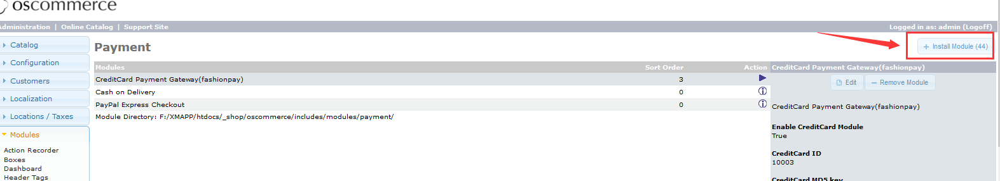 oscommerce
Administration | Online Catalog | Support Site
Logged in as: admin (Logoff)
Catalog
Configuration
Customers
Localization
Locations / Taxes
Modules
Action Recorder
Boxes
Dashboard
Header Tags
Payment
+ Install Module (44)
Modules Sort Order Action
CreditCard Payment Gateway(fashionpay) 3
Cash on Delivery 0
PayPal Express Checkout 0
Module Directory: F:/XMAPP/htdocs/_shop/oscommerce/includes/modules/payment/
CreditCard Payment Gateway(fashionpay)
Edit − Remove Module
CreditCard Payment Gateway(fashionpay)
Enable CreditCard Module
True
CreditCard ID
10003
CreditCard MD5 key